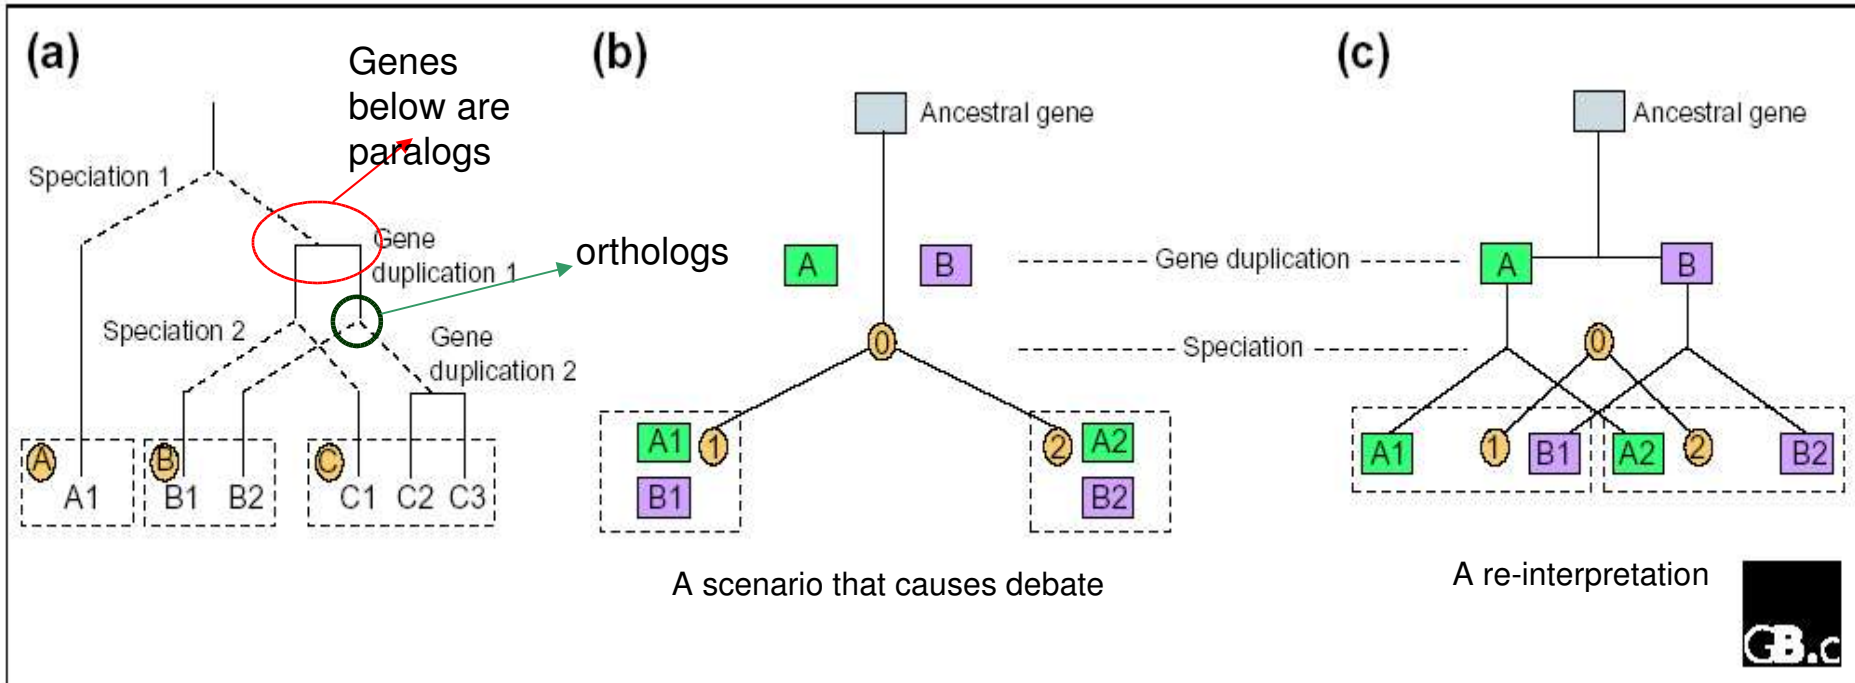 (a)
Genes
below are
paralogs
Speciation 1
Gene
duplication 1
orthologs
Speciation 2
Gene
duplication 2
A
B
C
A1
B1
B2
C1
C2
C3
(b)
Ancestral gene
A
B
Gene duplication
0
Speciation
A1
1
B1
2
A2
B2
A scenario that causes debate
(c)
Ancestral gene
A
B
0
A1
1
B1
A2
2
B2
A re-interpretation
GB.c